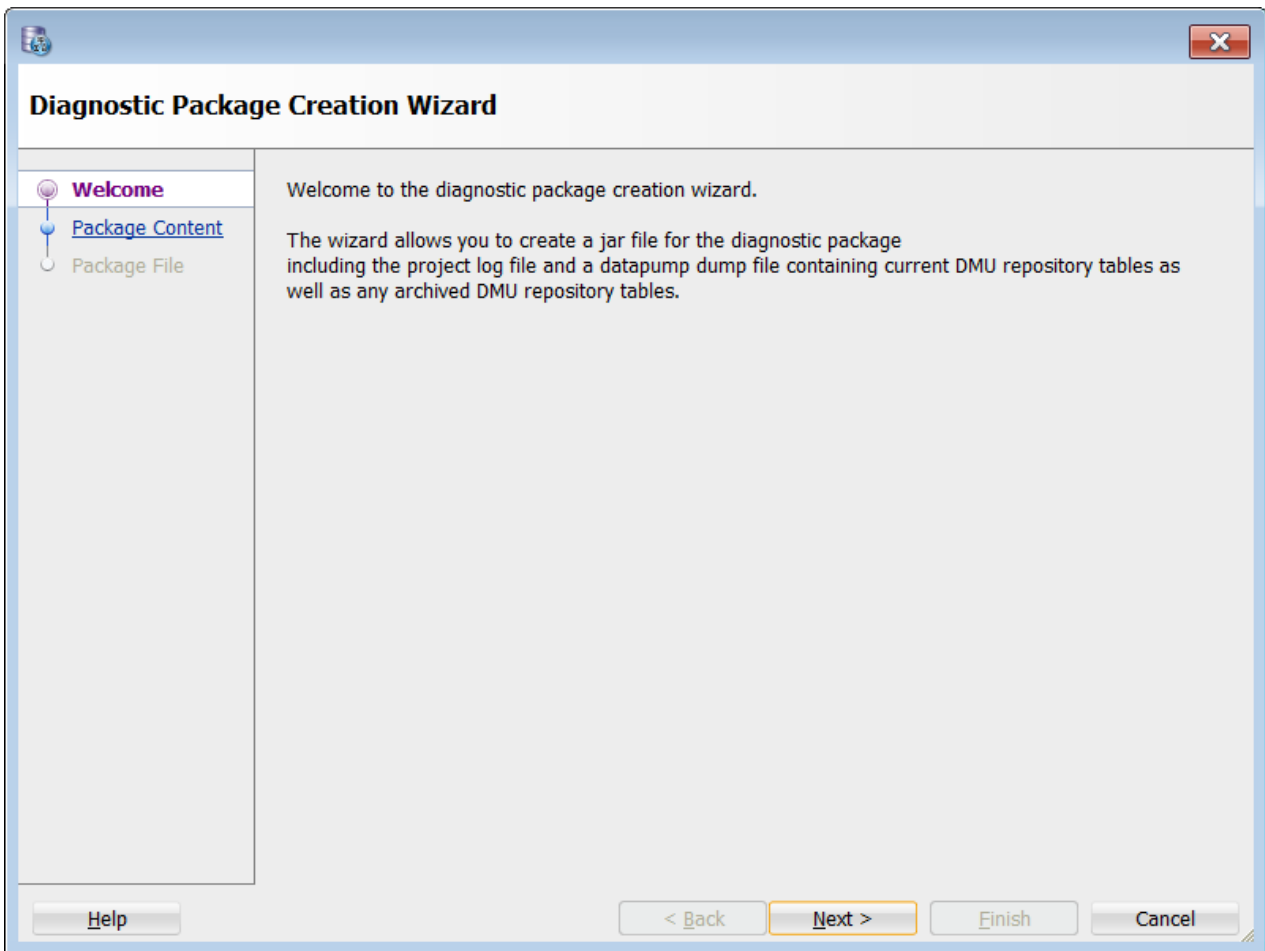 Diagnostic Package Creation Wizard
Welcome
Package Content
Package File
Welcome to the diagnostic package creation wizard.
The wizard allows you to create a jar file for the diagnostic package
including the project log file and a datapump dump file containing current DMU repository tables as
well as any archived DMU repository tables.
Help
< Back
Next >
Finish
Cancel